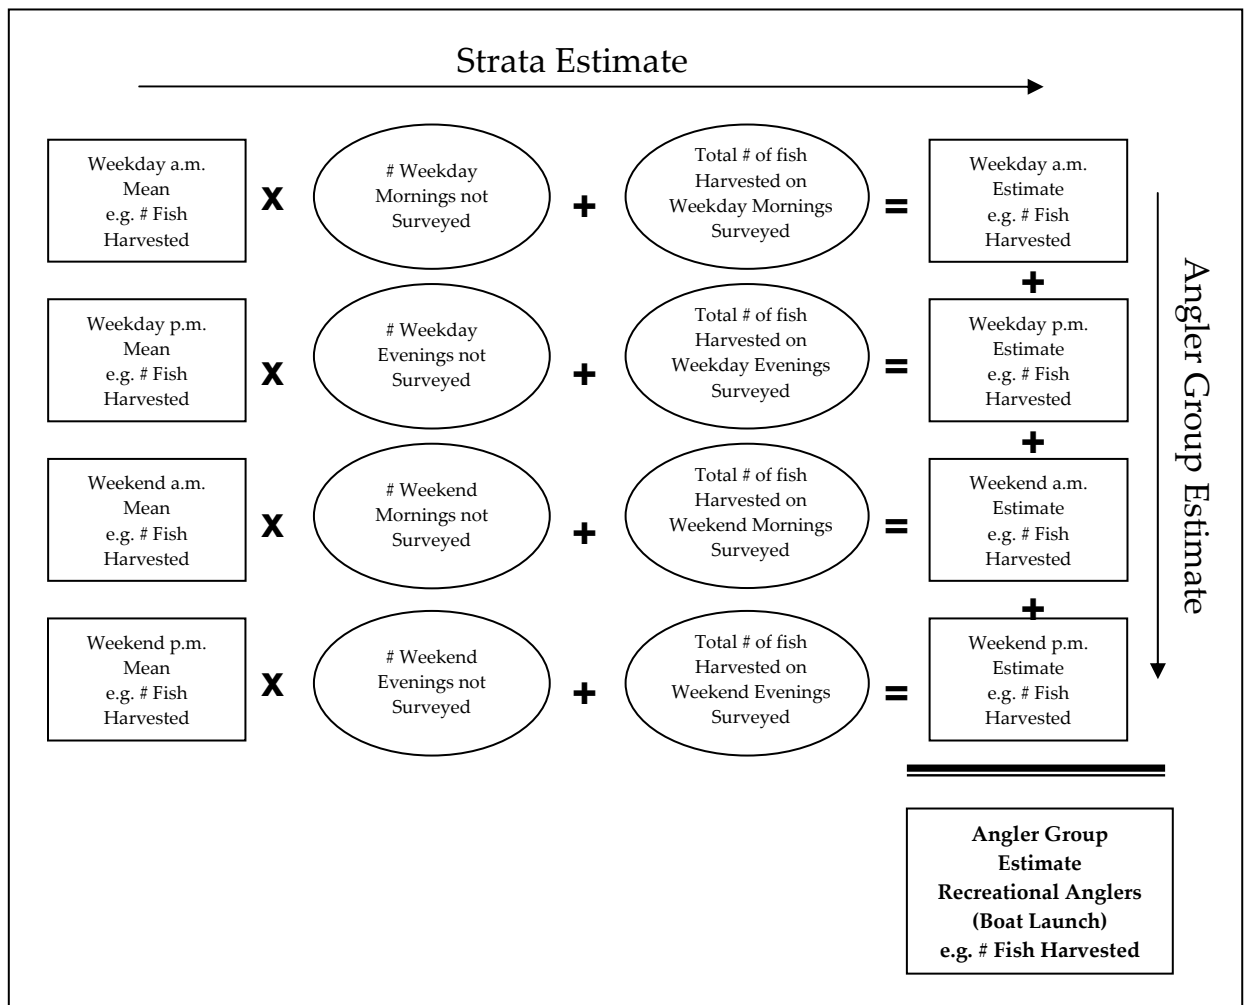 Strata Estimate
Weekday a.m.
Mean
e.g. # Fish
Harvested
X
# Weekday
Mornings not
Surveyed
+
Total # of fish
Harvested on
Weekday Mornings
Surveyed
=
Weekday a.m.
Estimate
e.g. # Fish
Harvested
+
Weekday p.m.
Mean
e.g. # Fish
Harvested
X
# Weekday
Evenings not
Surveyed
+
Total # of fish
Harvested on
Weekday Evenings
Surveyed
=
Weekday p.m.
Estimate
e.g. # Fish
Harvested
+
Weekend a.m.
Mean
e.g. # Fish
Harvested
X
# Weekend
Mornings not
Surveyed
+
Total # of fish
Harvested on
Weekend Mornings
Surveyed
=
Weekend a.m.
Estimate
e.g. # Fish
Harvested
+
Weekend p.m.
Mean
e.g. # Fish
Harvested
X
# Weekend
Evenings not
Surveyed
+
Total # of fish
Harvested on
Weekend Evenings
Surveyed
=
Weekend p.m.
Estimate
e.g. # Fish
Harvested
Angler Group Estimate
Angler Group
Estimate
Recreational Anglers
(Boat Launch)
e.g. # Fish Harvested